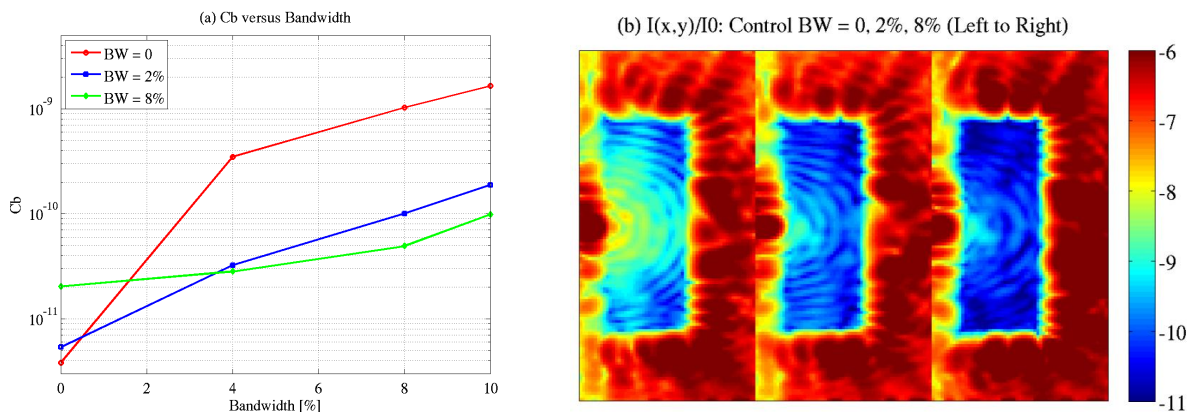 (a) Cb versus Bandwidth
BW = 0
BW = 2%
BW = 8%
10^-9
10^-10
10^-11
Cb
0 2 4 6 8 10
Bandwidth [%]
(b) I(x,y)/I0: Control BW = 0, 2%, 8% (Left to Right)
-6
-7
-8
-9
-10
-11